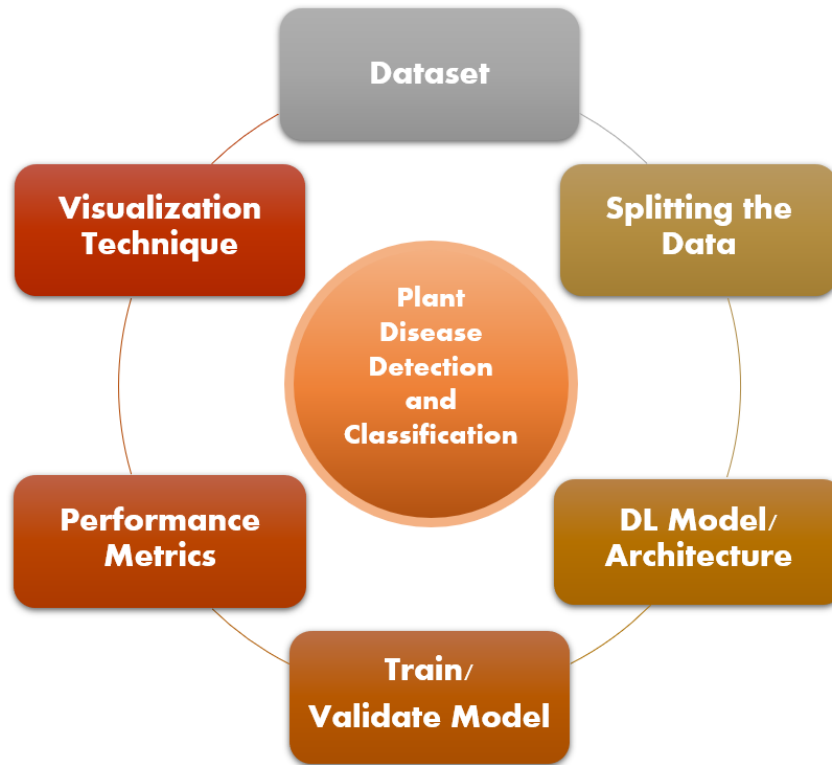 Dataset
Splitting the
Data
DL Model/
Architecture
Train/
Validate Model
Performance
Metrics
Visualization
Technique
Plant
Disease
Detection
and
Classification